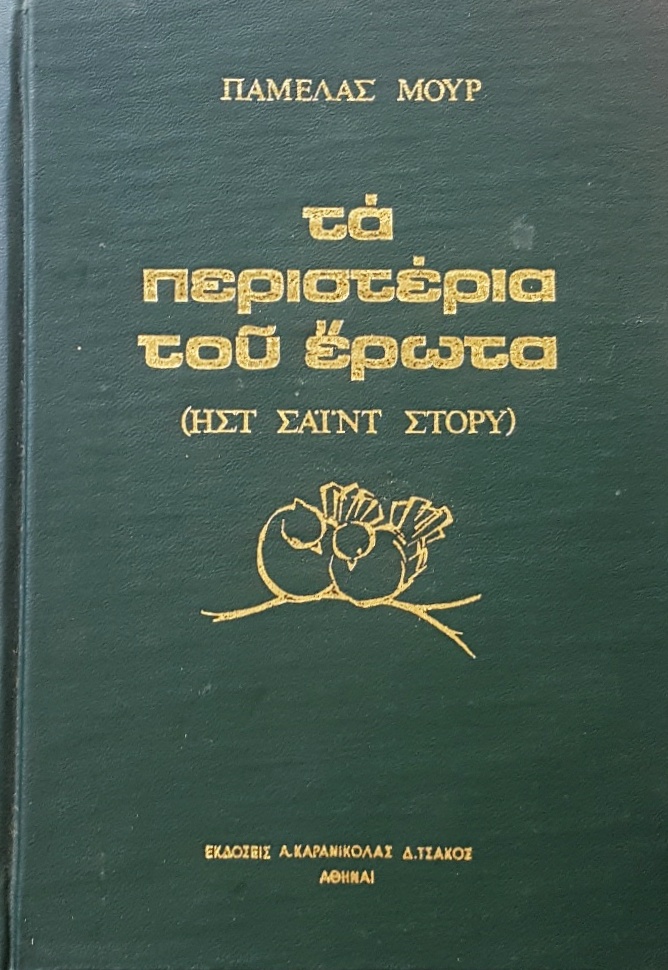 ΠΑΜΕΛΑΣ ΜΟΥΡ
τά
περιστέρια
τοῦ ἔρωτα
(ΗΣΤ ΣΑΪΝΤ ΣΤΟΡΥ)
ΕΚΔΟΣΕΙΣ Α.ΚΑΡΑΝΙΚΟΛΑΣ Δ.ΤΣΑΚΟΣ
ΑΘΗΝΑΙ